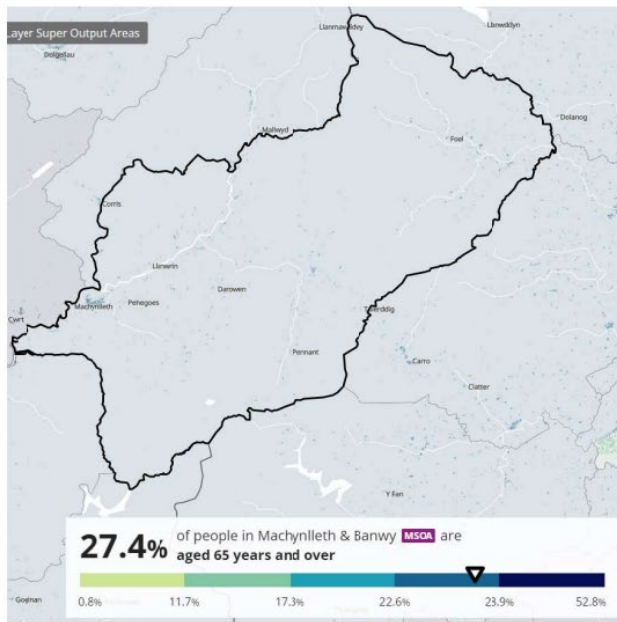 Llanmawddwy
Llanwddyn
Layer Super Output Areas
Dolgellau
Dolanog
Mallwyd
Foel
Corris
Llanwrin
Darowen
Machynlleth
Penegoes
Talerddig
Cwrt
Pennant
Carno
Clatter
Y Fan
27.4% of people in Machynlleth & Banwy MSOA are
aged 65 years and over
0.8% 11.7% 17.3% 22.6% 23.9% 52.8%